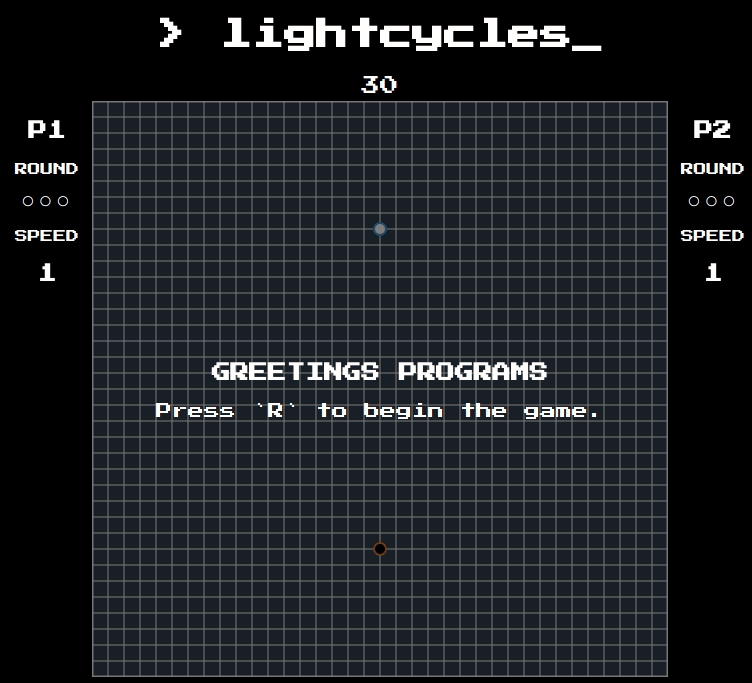 > lightcycles_
30
P1
ROUND
○○○
SPEED
1
P2
ROUND
○○○
SPEED
1
GREETINGS PROGRAMS
Press `R` to begin the game.